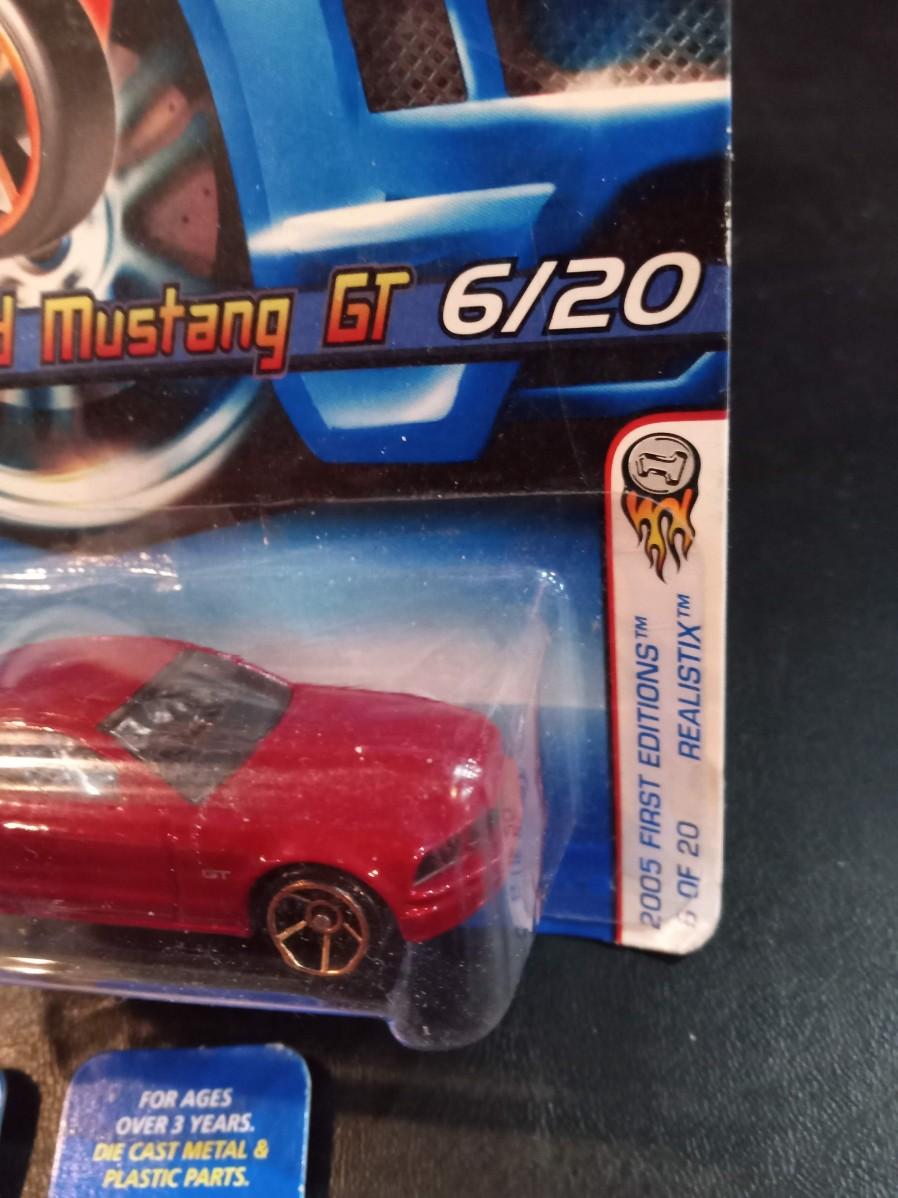 d Mustang GT 6/20
2005 FIRST EDITIONS™
6 OF 20 REALISTIX™
GT
FOR AGES
OVER 3 YEARS.
DIE CAST METAL &
PLASTIC PARTS.